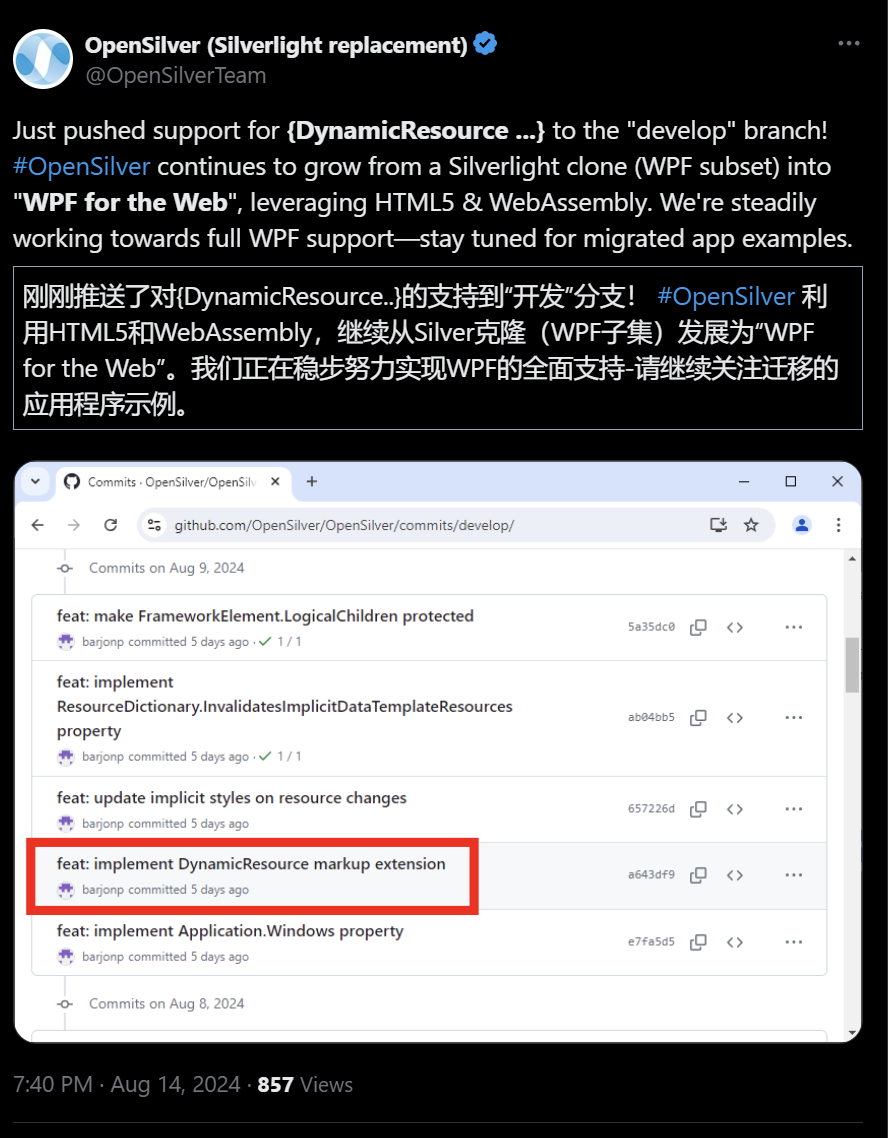 OpenSilver (Silverlight replacement)
@OpenSilverTeam
Just pushed support for {DynamicResource ...} to the "develop" branch!
#OpenSilver continues to grow from a Silverlight clone (WPF subset) into
"WPF for the Web", leveraging HTML5 & WebAssembly. We're steadily
working towards full WPF support—stay tuned for migrated app examples.
刚刚推送了对{DynamicResource..}的支持到“开发”分支！ #OpenSilver 利
用HTML5和WebAssembly，继续从Silver克隆（WPF子集）发展为“WPF
for the Web”。我们正在稳步努力实现WPF的全面支持-请继续关注迁移的
应用程序示例。
Commits · OpenSilver/OpenSilv
github.com/OpenSilver/OpenSilver/commits/develop/
Commits on Aug 9, 2024
feat: make FrameworkElement.LogicalChildren protected
barjonp committed 5 days ago · ✓ 1 / 1
5a35dc0
feat: implement
ResourceDictionary.InvalidatesImplicitDataTemplateResources
property
barjonp committed 5 days ago · ✓ 1 / 1
ab04bb5
feat: update implicit styles on resource changes
barjonp committed 5 days ago
657226d
feat: implement DynamicResource markup extension
barjonp committed 5 days ago
a643df9
feat: implement Application.Windows property
barjonp committed 5 days ago
e7fa5d5
Commits on Aug 8, 2024
7:40 PM · Aug 14, 2024 · 857 Views